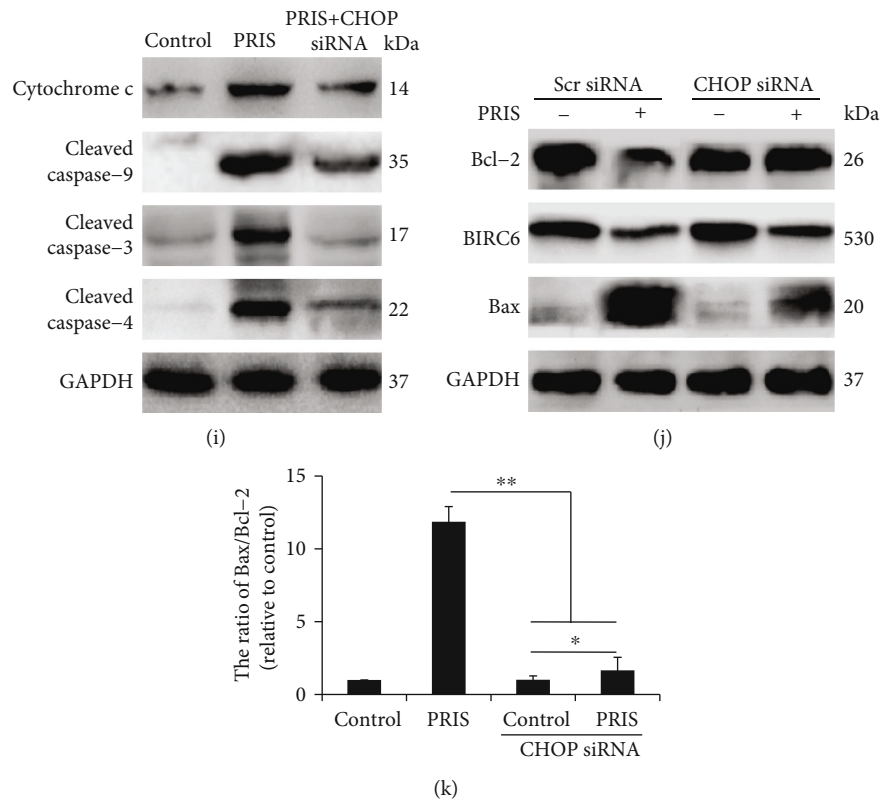 PRIS+CHOP
Control PRIS siRNA kDa
Cytochrome c 14
Cleaved
caspase−9 35
Cleaved
caspase−3 17
Cleaved
caspase−4 22
GAPDH 37
(i)
Scr siRNA CHOP siRNA
PRIS − + − + kDa
Bcl−2 26
BIRC6 530
Bax 20
GAPDH 37
(j)
The ratio of Bax/Bcl−2
(relative to control)
15
10
5
0
**
*
Control PRIS Control PRIS
CHOP siRNA
(k)